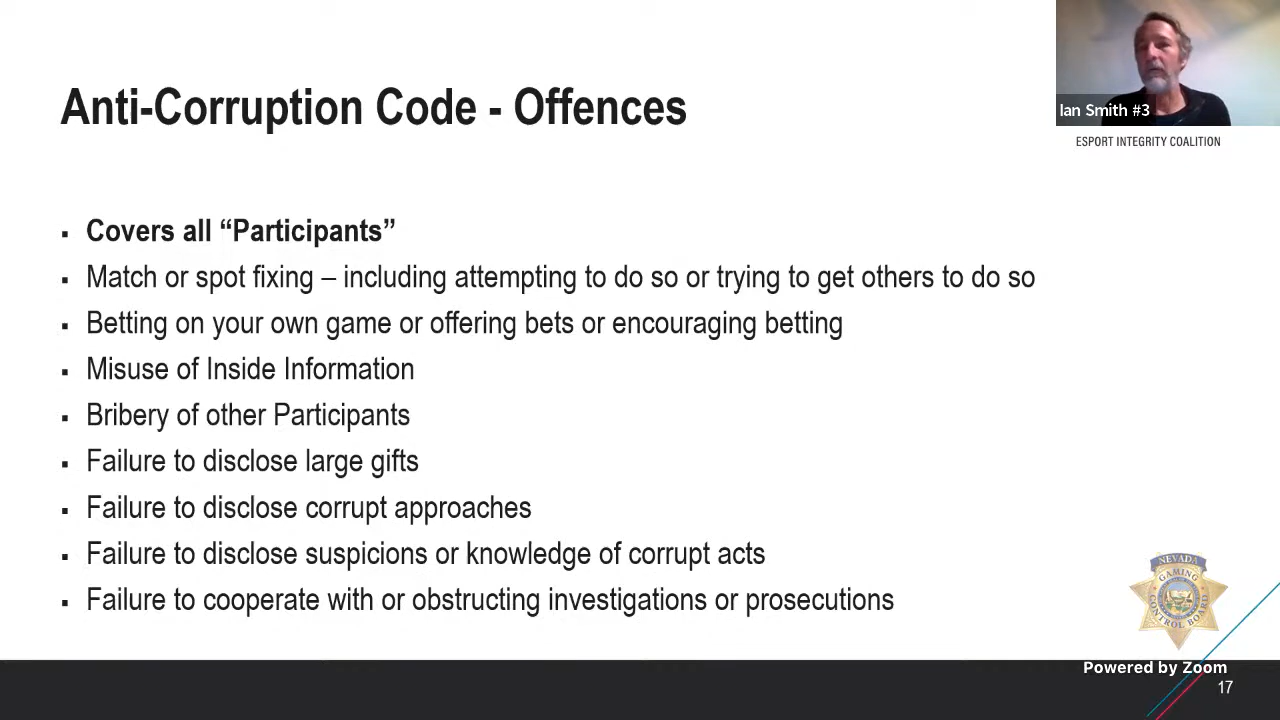 Anti-Corruption Code - Offences
Ian Smith #3
ESPORT INTEGRITY COALITION
▪ Covers all “Participants”
▪ Match or spot fixing – including attempting to do so or trying to get others to do so
▪ Betting on your own game or offering bets or encouraging betting
▪ Misuse of Inside Information
▪ Bribery of other Participants
▪ Failure to disclose large gifts
▪ Failure to disclose corrupt approaches
▪ Failure to disclose suspicions or knowledge of corrupt acts
▪ Failure to cooperate with or obstructing investigations or prosecutions
NEVADA
GAMING
CONTROL BOARD
Powered by Zoom
17